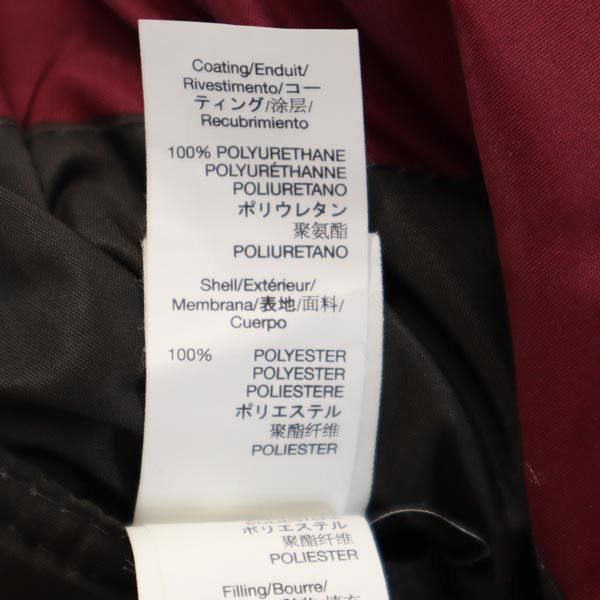 Coating/Enduit/
Rivestimento/コー
ティング/涂层/
Recubrimiento
100% POLYURETHANE
POLYURÉTHANNE
POLIURETANO
ポリウレタン
聚氨酯
POLIURETANO
Shell/Extérieur/
Membrana/表地/面料/
Cuerpo
100% POLYESTER
POLYESTER
POLIESTERE
ポリエステル
聚酯纤维
POLIESTER
ポリエステル
聚酯纤维
POLIESTER
Filling/Bourre/